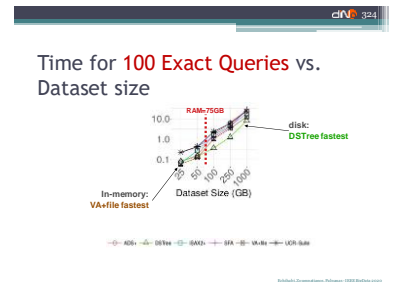 324
Time for 100 Exact Queries vs.
Dataset size
RAM=75GB
10.0
1.0
0.1
25 50 100 250 1000
Dataset Size (GB)
disk:
DSTree fastest
In-memory:
VA+file fastest
ADS+ DSTree iSAX2+ SFA VA+file UCR-Suite